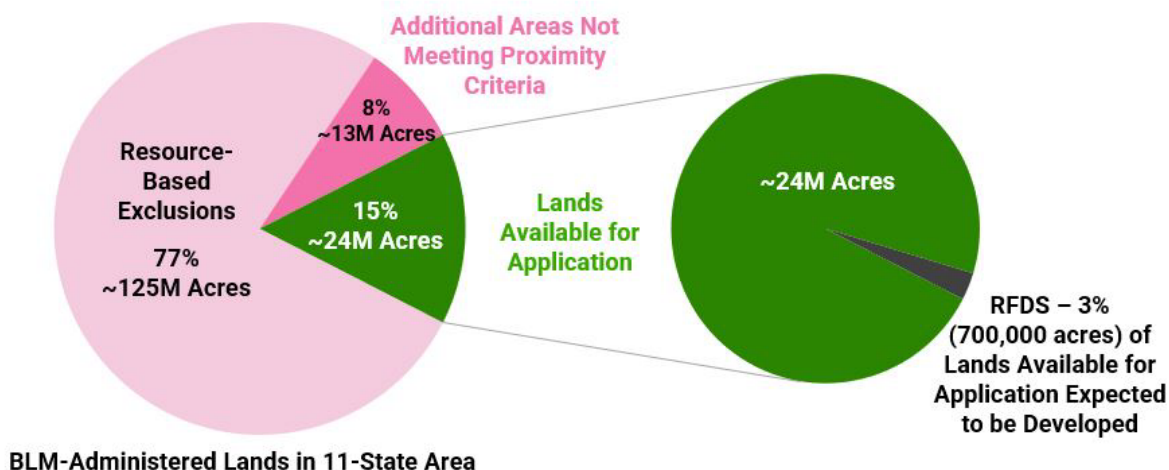 Additional Areas Not
Meeting Proximity
Criteria
8%
~13M Acres
Resource-
Based
Exclusions
77%
~125M Acres
15%
~24M Acres
Lands
Available for
Application
~24M Acres
RFDS – 3%
(700,000 acres) of
Lands Available for
Application Expected
to be Developed
BLM-Administered Lands in 11-State Area